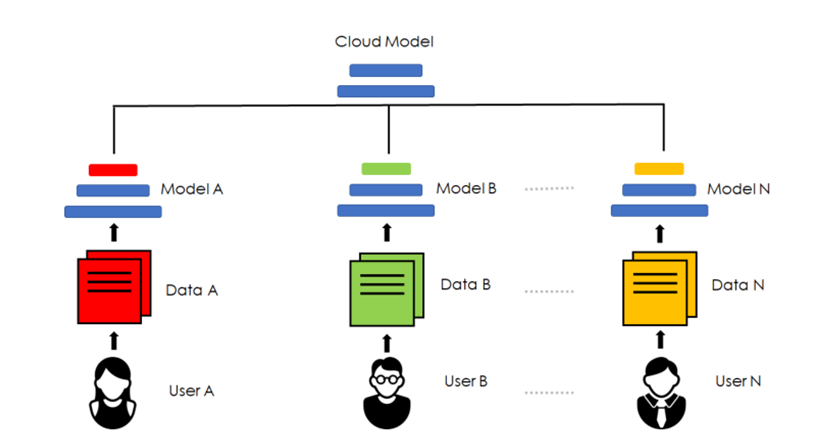 Cloud Model
Model A
Model B
Model N
Data A
Data B
Data N
User A
User B
User N